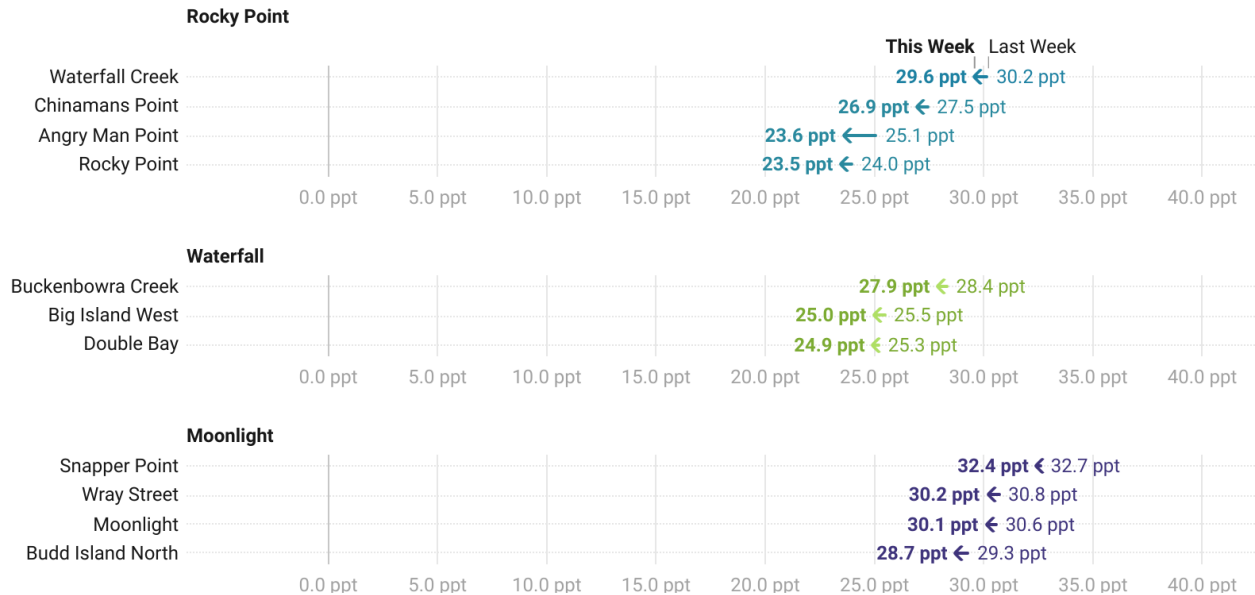 Rocky Point
This Week Last Week
Waterfall Creek 29.6 ppt 30.2 ppt
Chinamans Point 26.9 ppt 27.5 ppt
Angry Man Point 23.6 ppt 25.1 ppt
Rocky Point 23.5 ppt 24.0 ppt
0.0 ppt 5.0 ppt 10.0 ppt 15.0 ppt 20.0 ppt 25.0 ppt 30.0 ppt 35.0 ppt 40.0 ppt
Waterfall
Buckenbowra Creek 27.9 ppt 28.4 ppt
Big Island West 25.0 ppt 25.5 ppt
Double Bay 24.9 ppt 25.3 ppt
0.0 ppt 5.0 ppt 10.0 ppt 15.0 ppt 20.0 ppt 25.0 ppt 30.0 ppt 35.0 ppt 40.0 ppt
Moonlight
Snapper Point 32.4 ppt 32.7 ppt
Wray Street 30.2 ppt 30.8 ppt
Moonlight 30.1 ppt 30.6 ppt
Budd Island North 28.7 ppt 29.3 ppt
0.0 ppt 5.0 ppt 10.0 ppt 15.0 ppt 20.0 ppt 25.0 ppt 30.0 ppt 35.0 ppt 40.0 ppt